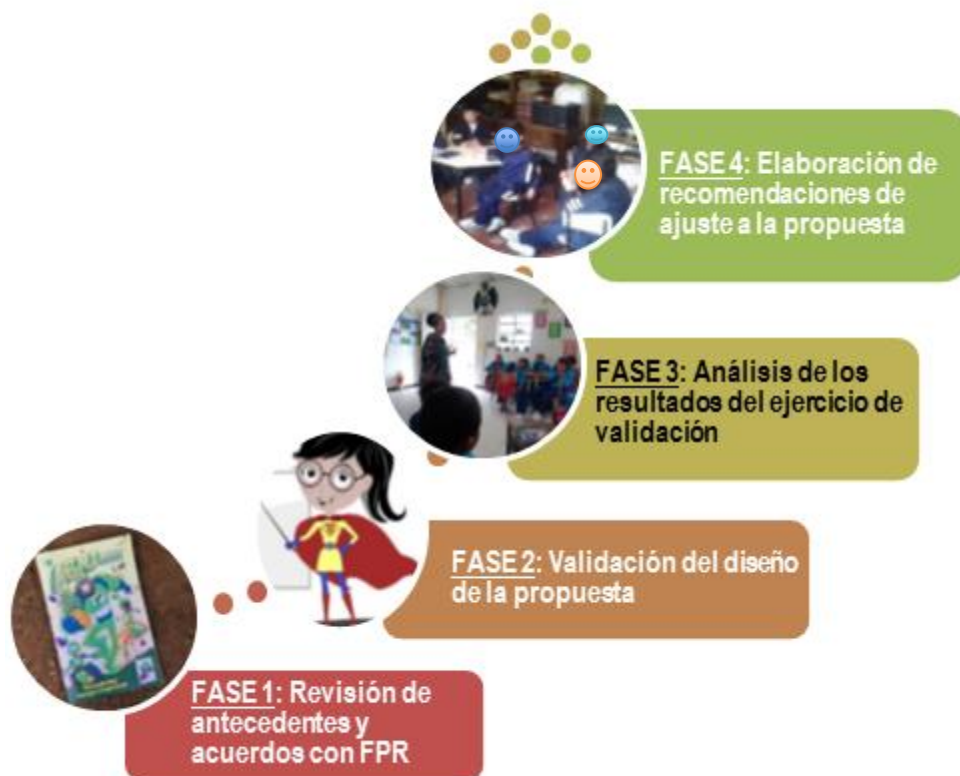 FASE 4: Elaboración de
recomendaciones de
ajuste a la propuesta
FASE 3: Análisis de los
resultados del ejercicio de
validación
FASE 2: Validación del diseño
de la propuesta
FASE 1: Revisión de
antecedentes y
acuerdos con FPR